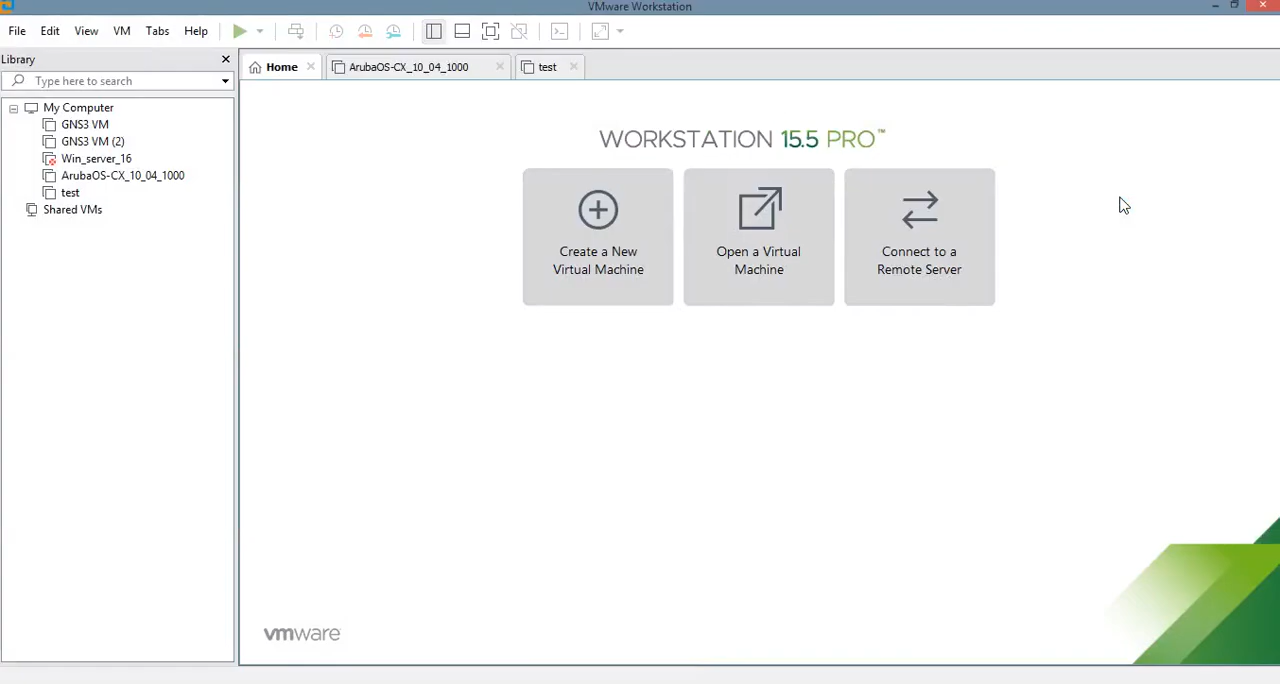 VMware Workstation
File Edit View VM Tabs Help
Library
Home ArubaOS-CX_10_04_1000 test
Type here to search
My Computer
GNS3 VM
GNS3 VM (2)
Win_server_16
ArubaOS-CX_10_04_1000
test
Shared VMs
WORKSTATION 15.5 PRO™
Create a New
Virtual Machine
Open a Virtual
Machine
Connect to a
Remote Server
vmware